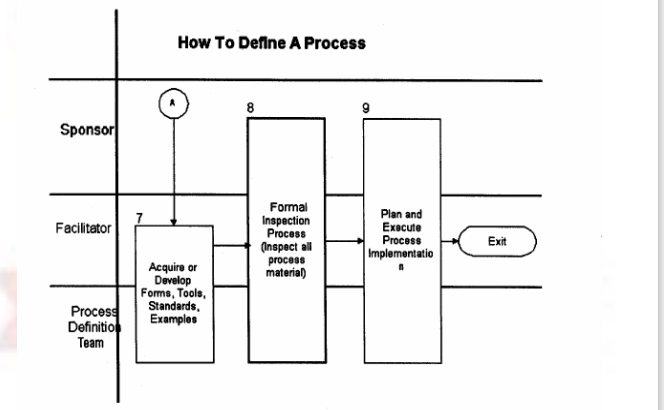 How To Define A Process
A
8
9
Sponsor
7
Facilitator
Formal
Inspection
Process
(Inspect all
process
material)
Plan and
Execute
Process
Implementatio
n
Exit
Acquire or
Develop
Forms, Tools,
Standards,
Examples
Process
Definition
Team